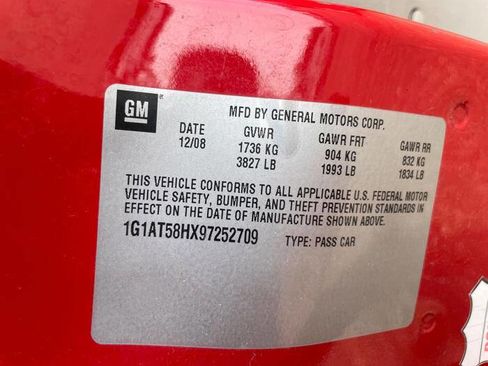 GM
MFD BY GENERAL MOTORS CORP.
DATE GVWR GAWR FRT GAWR RR
12/08 1736 KG 904 KG 832 KG
3827 LB 1993 LB 1834 LB
THIS VEHICLE CONFORMS TO ALL APPLICABLE U.S. FEDERAL MOTOR
VEHICLE SAFETY, BUMPER, AND THEFT PREVENTION STANDARDS IN
EFFECT ON THE DATE OF MANUFACTURE SHOWN ABOVE.
1G1AT58HX97252709 TYPE: PASS CAR